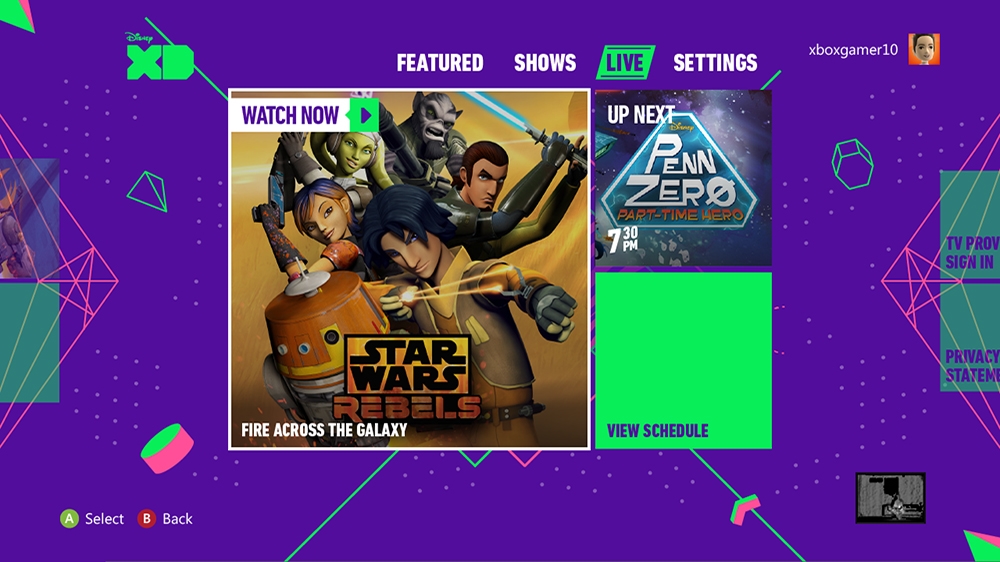 Disney
XD
FEATURED
SHOWS
LIVE
SETTINGS
xboxgamer10
WATCH NOW
STAR
WARS
REBELS
FIRE ACROSS THE GALAXY
UP NEXT
Disney
PENN
ZERO
PART-TIME HERO
7 30
PM
VIEW SCHEDULE
TV PROV
SIGN IN
PRIVACY
STATEME
A Select
B Back